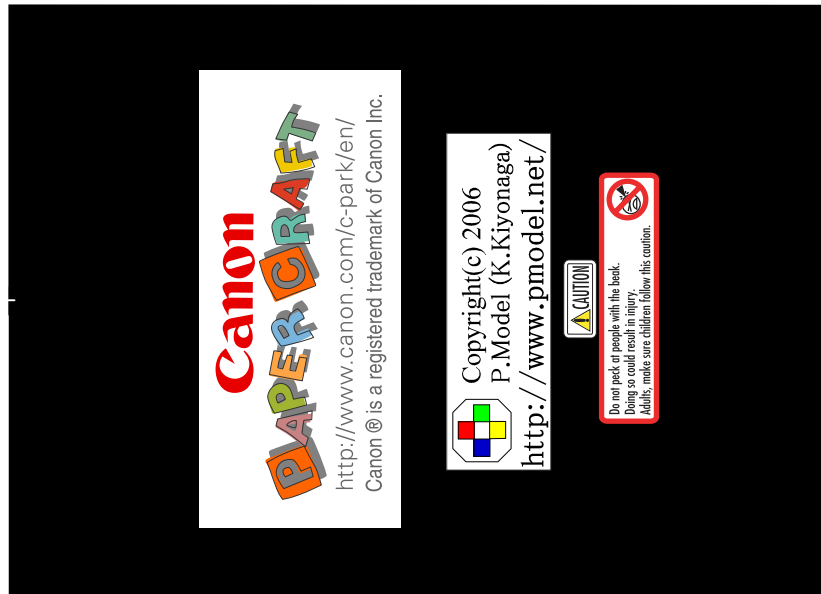 Canon
PAPER CRAFT
http://www.canon.com/c-park/en/
Canon ® is a registered trademark of Canon Inc.
Copyright(c) 2006
P.Model (K.Kiyonaga)
http://www.pmodel.net/
CAUTION
Do not peck at people with the beak.
Doing so could result in injury.
Adults, make sure children follow this caution.